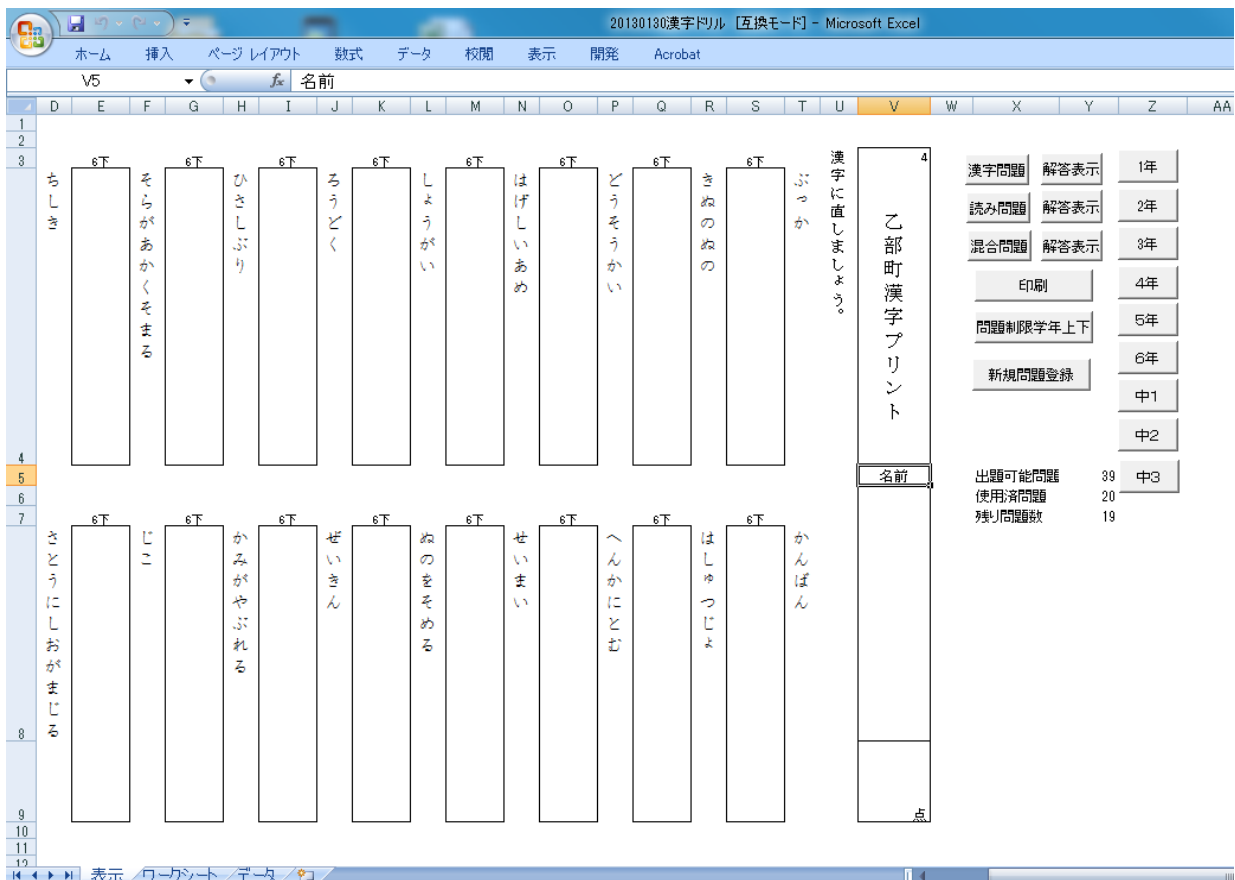 20130130漢字ドリル [互換モード] - Microsoft Excel
ホーム 挿入 ページ レイアウト 数式 データ 校閲 表示 開発 Acrobat
V5 fx 名前
D E F G H I J K L M N O P Q R S T U V W X Y Z AA
1
2
3
4
5
6
7
8
9
10
11
12
4
乙部町漢字プリント
名前
点
漢字に直しましょう。
6下 6下 6下 6下 6下 6下 6下 6下
ぶっか
きぬのぬの
どうそうかい
はげしいあめ
しょうがい
ろうどく
ひさしぶり
そらがあかくそまる
ちしき
6下 6下 6下 6下 6下 6下 6下 6下
かんばん
はしゅつじょ
へんかにとむ
せいまい
ぬのをそめる
ぜいきん
かみがやぶれる
じこ
さとうにしおがまじる
漢字問題 解答表示 1年
読み問題 解答表示 2年
混合問題 解答表示 3年
印刷 4年
問題制限学年上下 5年
新規問題登録 6年
中1
中2
中3
出題可能問題 39
使用済問題 20
残り問題数 19
表示 ワークシート データ